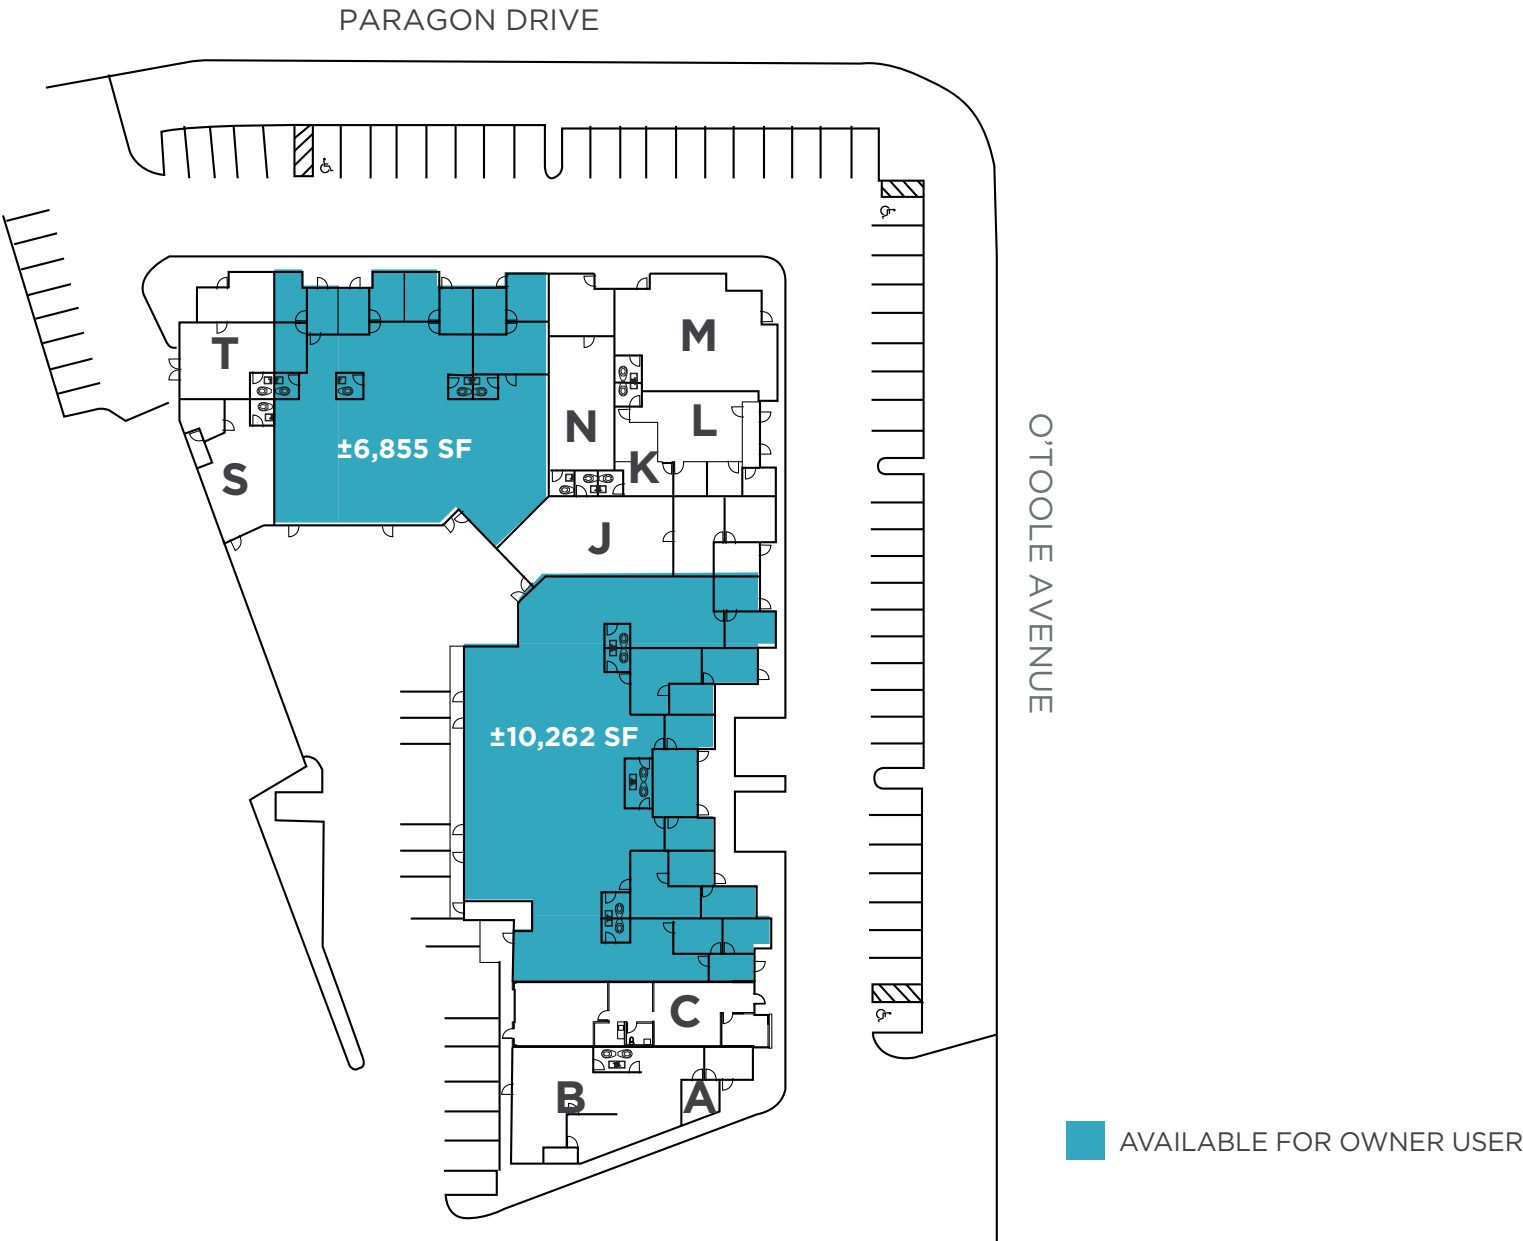 PARAGON DRIVE
M
T
N
L
±6,855 SF
K
S
J
O'TOOLE AVENUE
±10,262 SF
C
B
A
AVAILABLE FOR OWNER USER